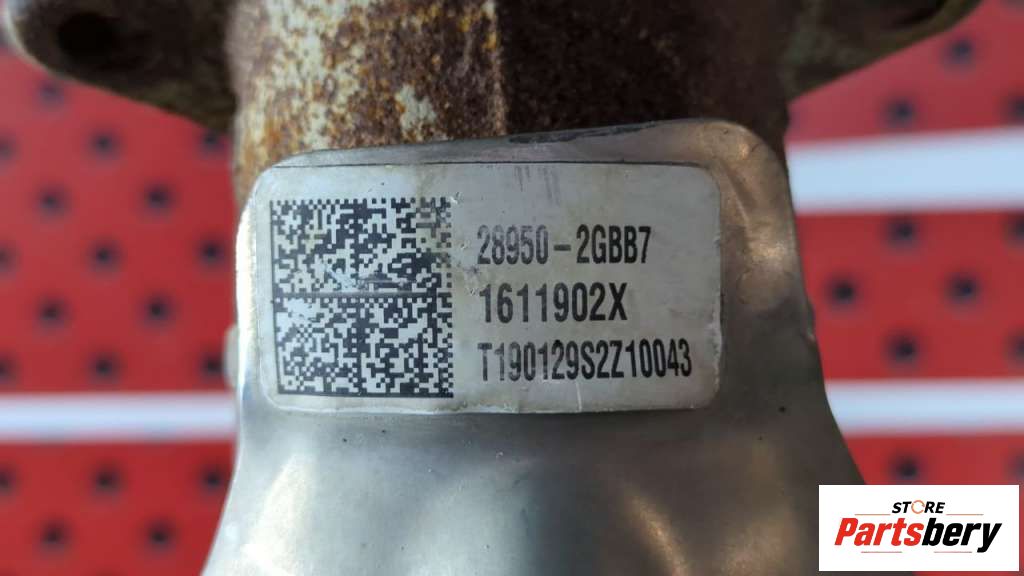 28950-2GBB7
1611902X
T190129S2Z10043
STORE
Partsbery